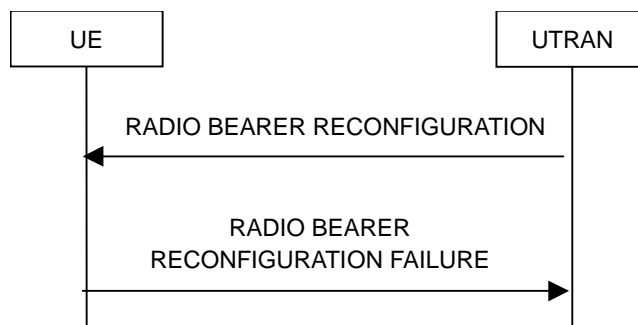 UE
UTRAN
RADIO BEARER RECONFIGURATION
RADIO BEARER
RECONFIGURATION FAILURE